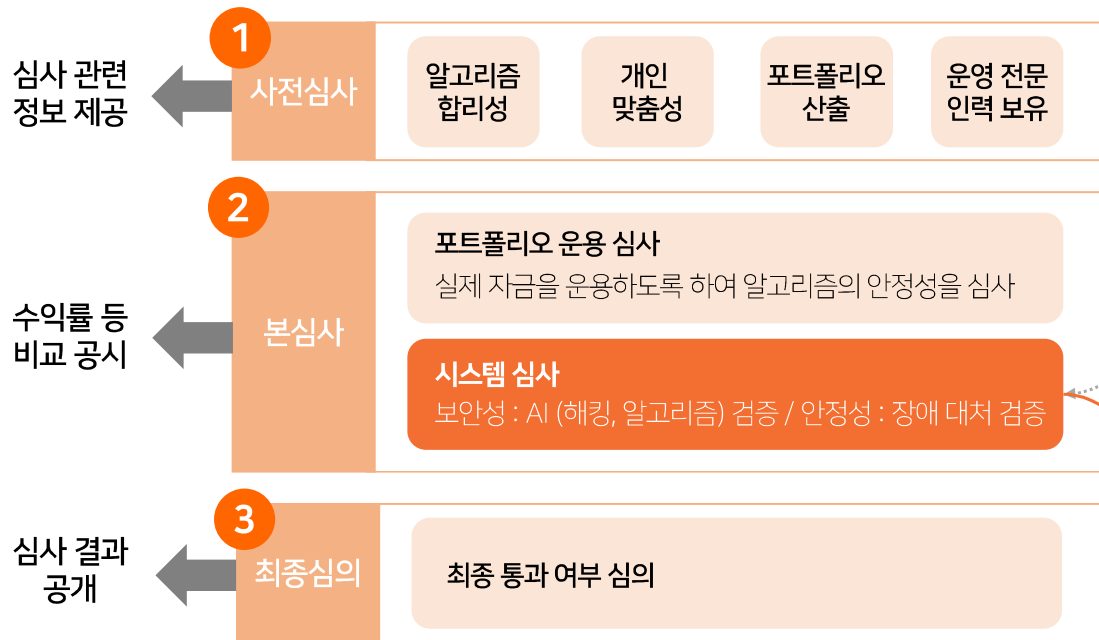 1
심사 관련
정보 제공
사전심사
알고리즘
합리성
개인
맞춤성
포트폴리오
산출
운영 전문
인력 보유
2
수익률 등
비교 공시
본심사
포트폴리오 운용 심사
실제 자금을 운용하도록 하여 알고리즘의 안정성을 심사
시스템 심사
보안성 : AI (해킹, 알고리즘) 검증 / 안정성 : 장애 대처 검증
3
심사 결과
공개
최종심의
최종 통과 여부 심의